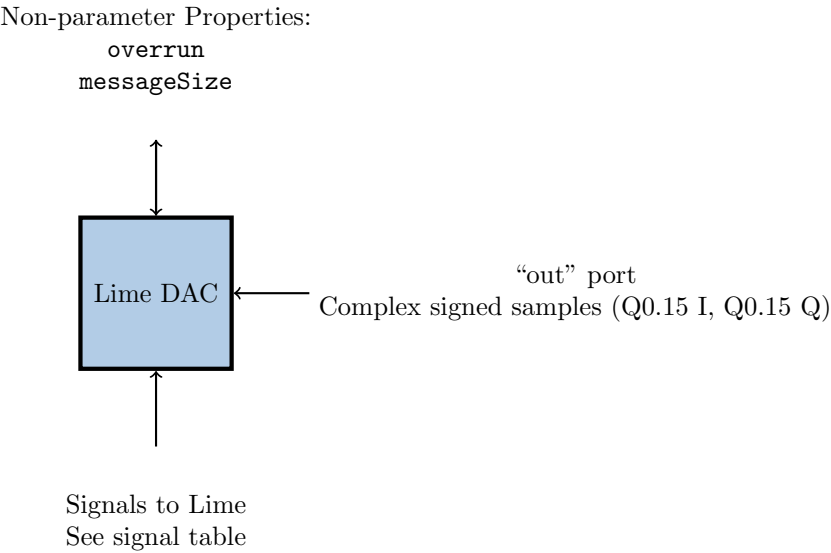 Non-parameter Properties:
overrun
messageSize
Lime DAC
“out” port
Complex signed samples (Q0.15 I, Q0.15 Q)
Signals to Lime
See signal table